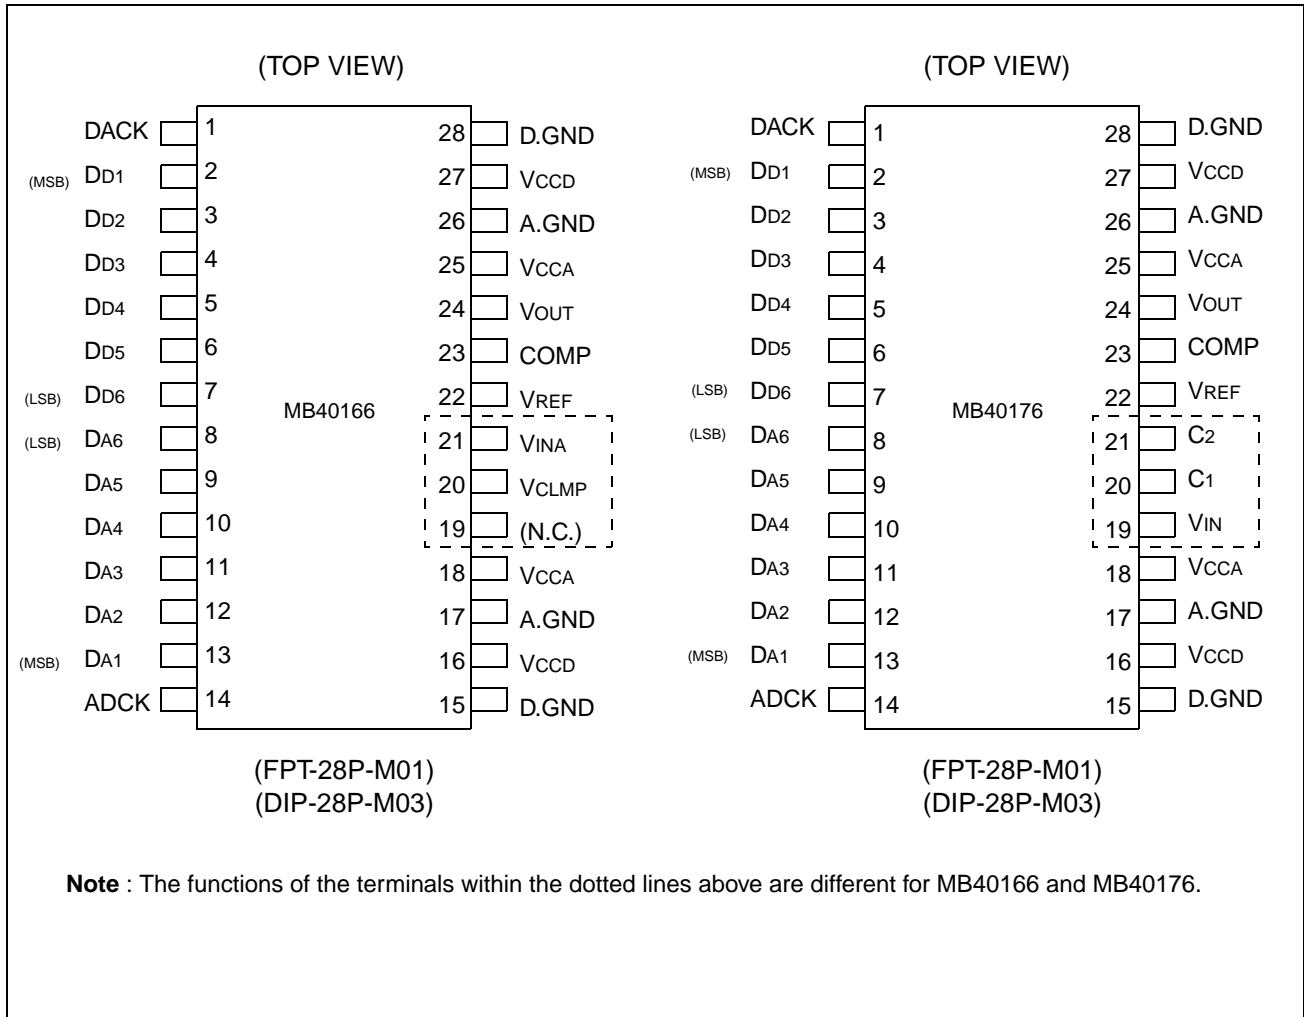 (TOP VIEW)
DACK 1 28 D.GND
(MSB) DD1 2 27 VCCD
DD2 3 26 A.GND
DD3 4 25 VCCA
DD4 5 24 VOUT
DD5 6 23 COMP
(LSB) DD6 7 22 VREF
MB40166
(LSB) DA6 8 21 VINA
DA5 9 20 VCLMP
DA4 10 19 (N.C.)
DA3 11 18 VCCA
DA2 12 17 A.GND
(MSB) DA1 13 16 VCCD
ADCK 14 15 D.GND
(FPT-28P-M01)
(DIP-28P-M03)
(TOP VIEW)
DACK 1 28 D.GND
(MSB) DD1 2 27 VCCD
DD2 3 26 A.GND
DD3 4 25 VCCA
DD4 5 24 VOUT
DD5 6 23 COMP
(LSB) DD6 7 22 VREF
MB40176
(LSB) DA6 8 21 C2
DA5 9 20 C1
DA4 10 19 VIN
DA3 11 18 VCCA
DA2 12 17 A.GND
(MSB) DA1 13 16 VCCD
ADCK 14 15 D.GND
(FPT-28P-M01)
(DIP-28P-M03)
Note : The functions of the terminals within the dotted lines above are different for MB40166 and MB40176.